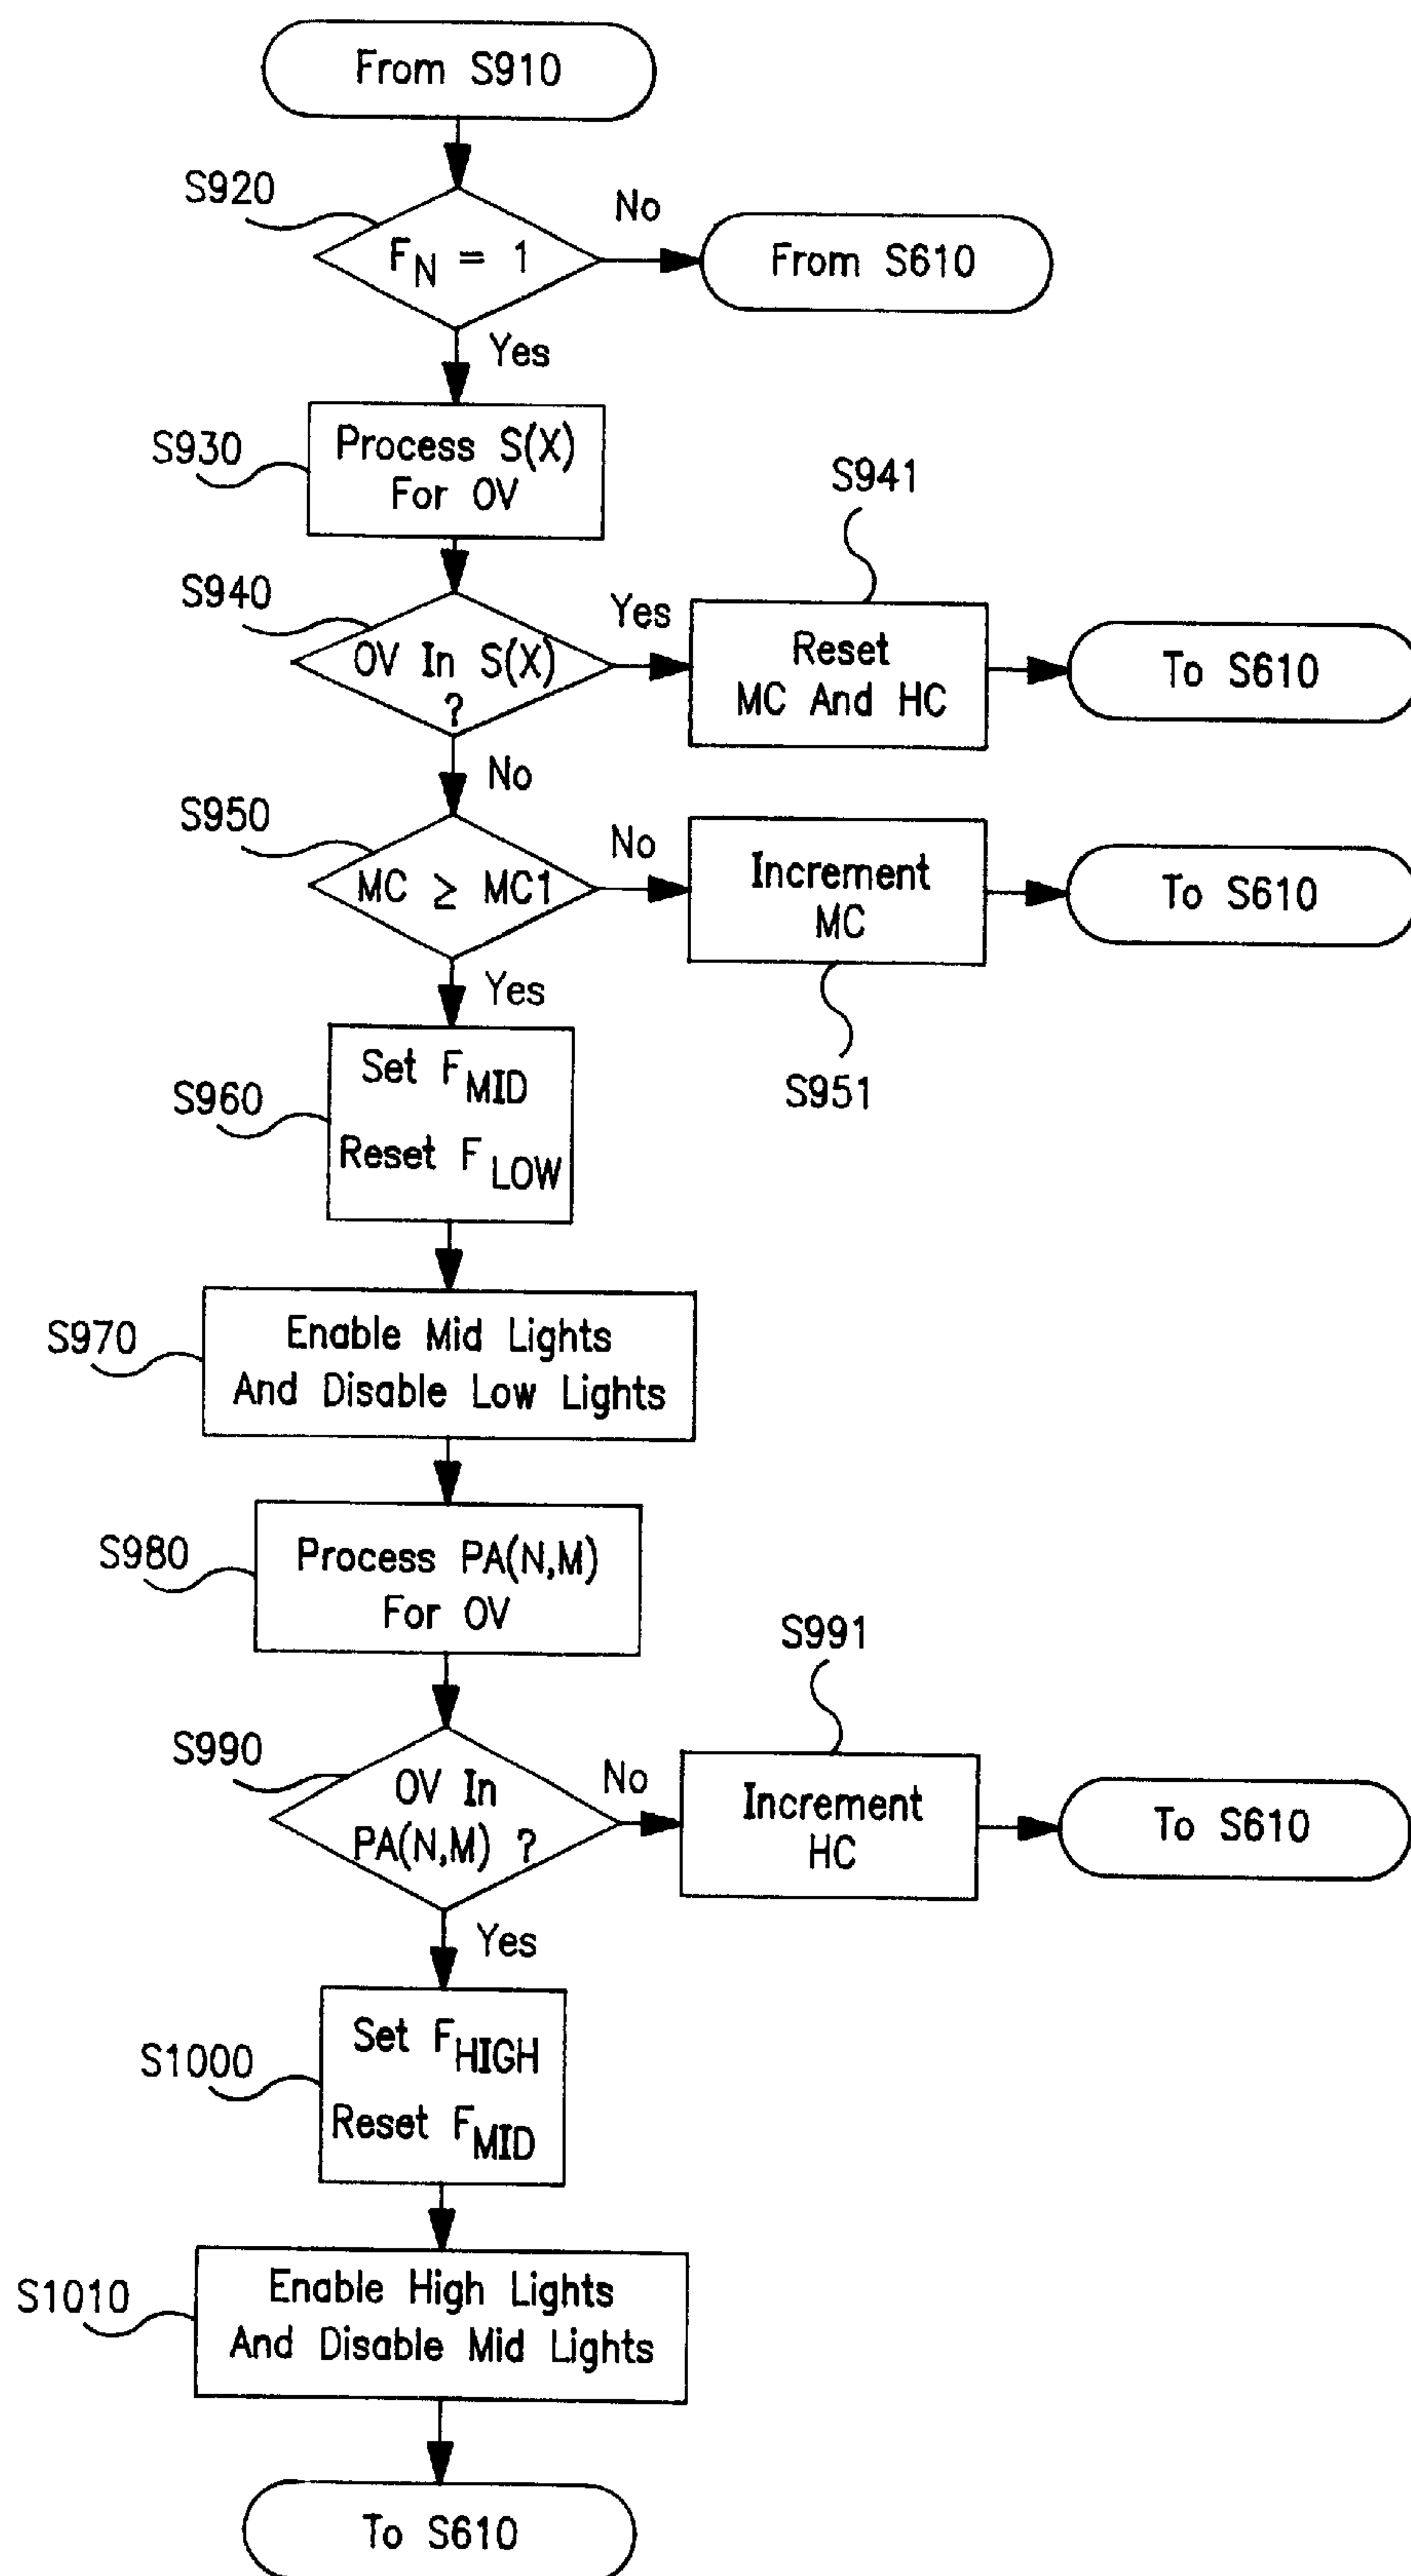 From S910
S920
F_N = 1
No
From S610
Yes
S930
Process S(X)
For OV
S941
S940
OV In S(X)
?
Yes
Reset
MC And HC
To S610
No
S950
MC ≥ MC1
No
Increment
MC
To S610
S951
Yes
S960
Set F_MID
Reset F_LOW
S970
Enable Mid Lights
And Disable Low Lights
S980
Process PA(N,M)
For OV
S991
S990
OV In
PA(N,M) ?
No
Increment
HC
To S610
Yes
S1000
Set F_HIGH
Reset F_MID
S1010
Enable High Lights
And Disable Mid Lights
To S610